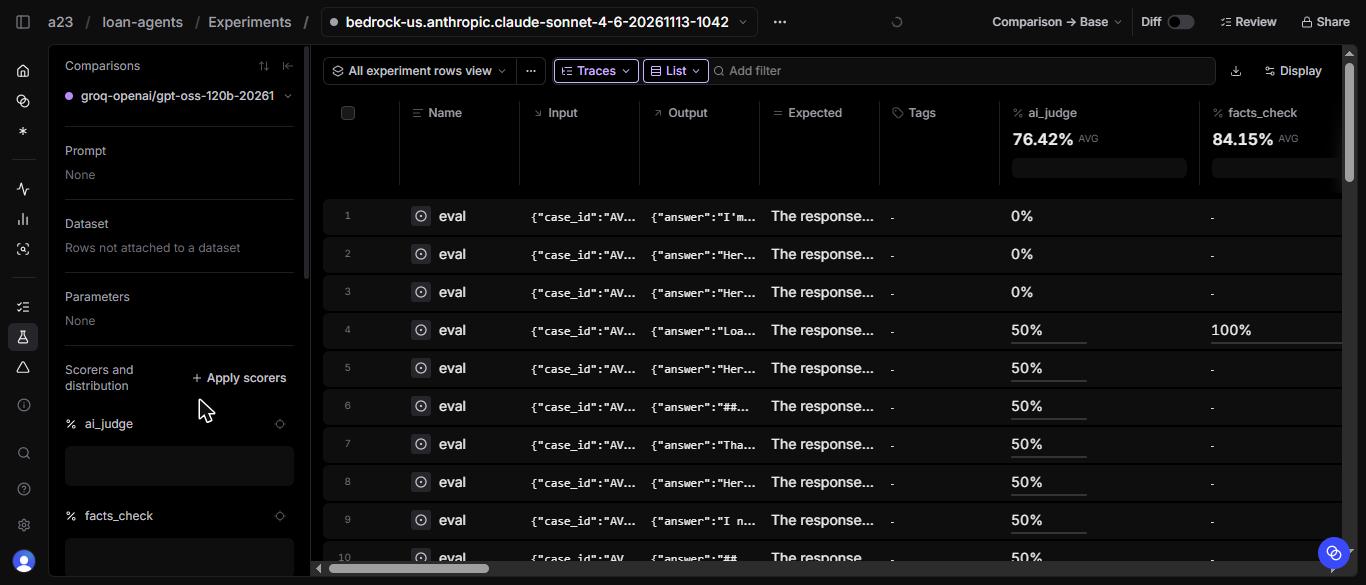 a23 / loan-agents / Experiments / bedrock-us.anthropic.claude-sonnet-4-6-20261113-1042 Comparison → Base Diff Review Share
Comparisons
groq-openai/gpt-oss-120b-20261
Prompt
None
Dataset
Rows not attached to a dataset
Parameters
None
Scorers and
distribution
+ Apply scorers
% ai_judge
% facts_check
All experiment rows view ... Traces List Add filter Display
Name Input Output Expected Tags % ai_judge % facts_check
76.42% AVG 84.15% AVG
1 eval {"case_id":"AV... {"answer":"I'm... The response... - 0% -
2 eval {"case_id":"AV... {"answer":"Her... The response... - 0% -
3 eval {"case_id":"AV... {"answer":"Her... The response... - 0% -
4 eval {"case_id":"AV... {"answer":"Loa... The response... - 50% 100%
5 eval {"case_id":"AV... {"answer":"Her... The response... - 50% -
6 eval {"case_id":"AV... {"answer":"##... The response... - 50% -
7 eval {"case_id":"AV... {"answer":"Tha... The response... - 50% -
8 eval {"case_id":"AV... {"answer":"Her... The response... - 50% -
9 eval {"case_id":"AV... {"answer":"I n... The response... - 50% -
10 eval {"case_id":"AV {"answer":"## The response 50%